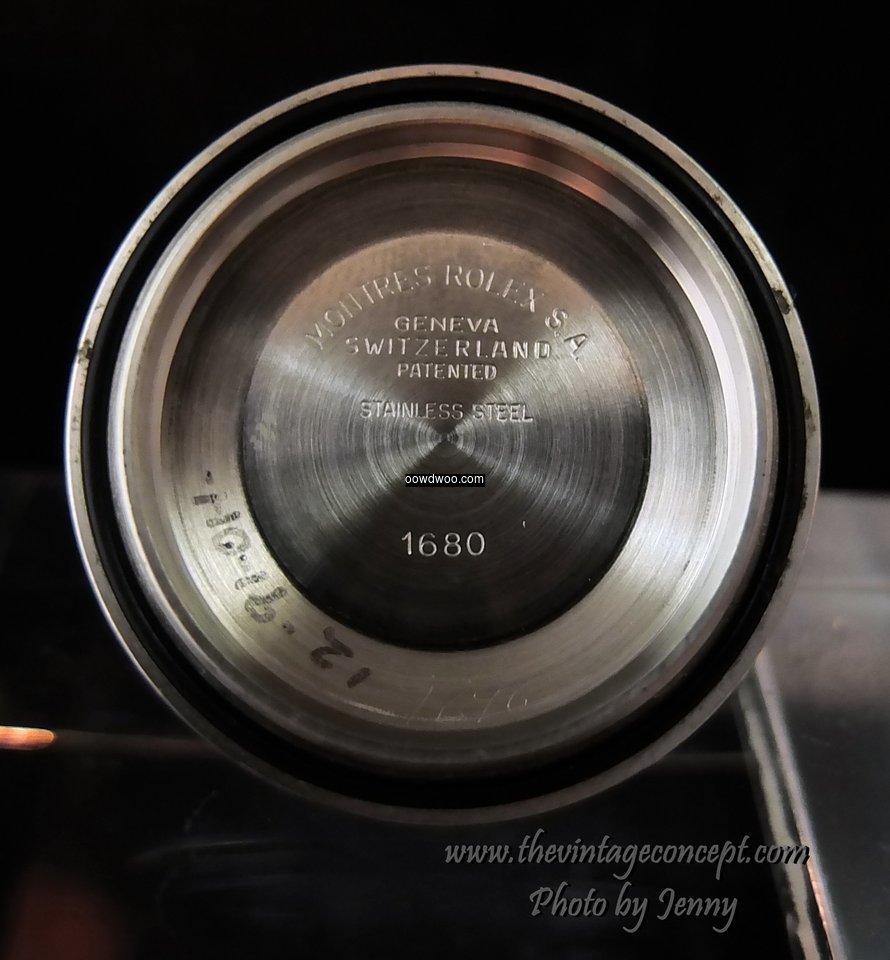 MONTRES ROLEX S.A.
GENEVA
SWITZERLAND
PATENTED
STAINLESS STEEL
oowdwoo.com
1680
www.thevintageconcept.com
Photo by Jenny